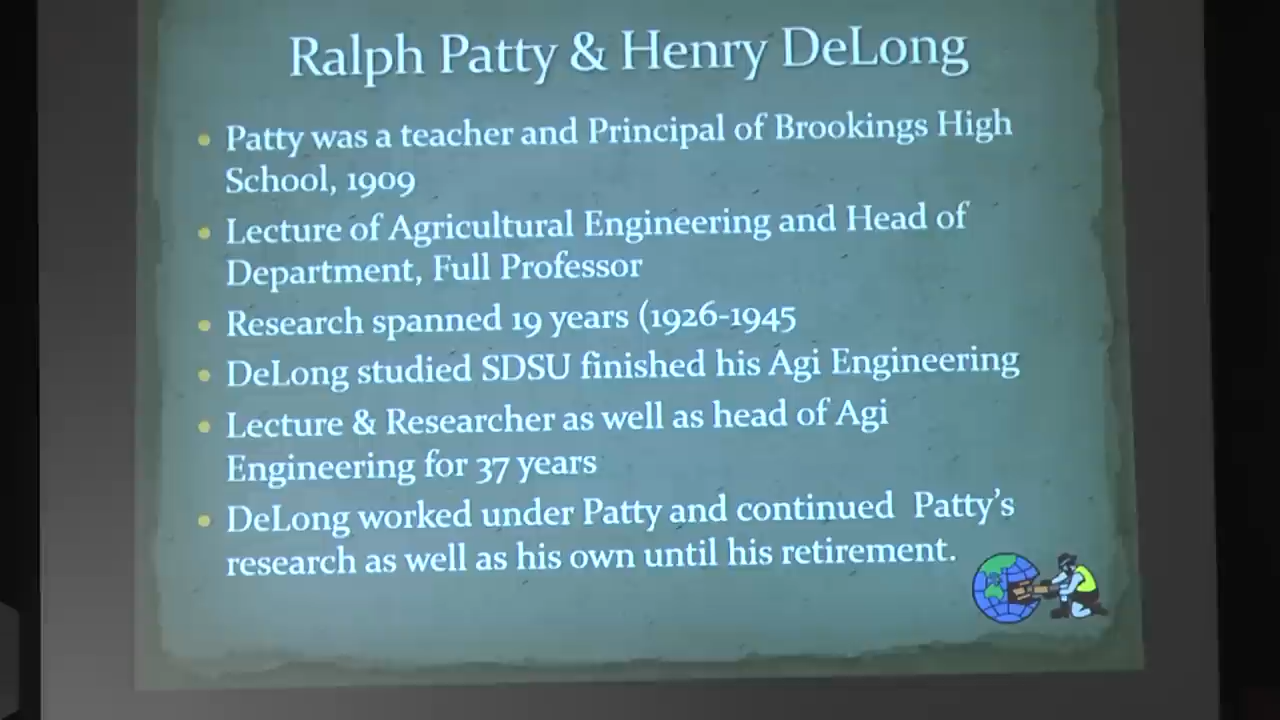 Ralph Patty & Henry DeLong
• Patty was a teacher and Principal of Brookings High
School, 1909
• Lecture of Agricultural Engineering and Head of
Department, Full Professor
• Research spanned 19 years (1926-1945
• DeLong studied SDSU finished his Agi Engineering
• Lecture & Researcher as well as head of Agi
Engineering for 37 years
• DeLong worked under Patty and continued Patty's
research as well as his own until his retirement.